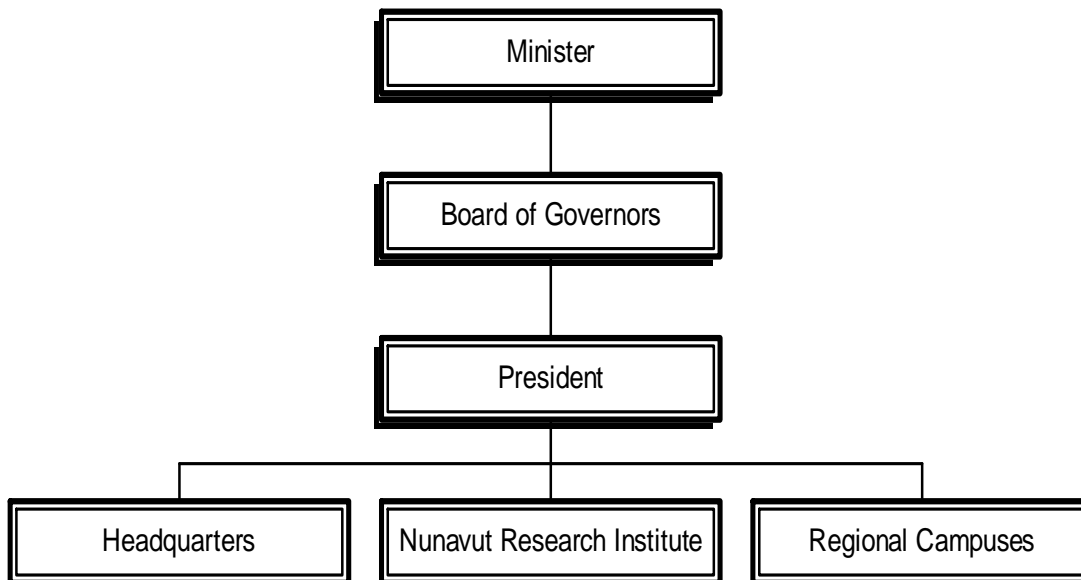 Minister
Board of Governors
President
Headquarters
Nunavut Research Institute
Regional Campuses